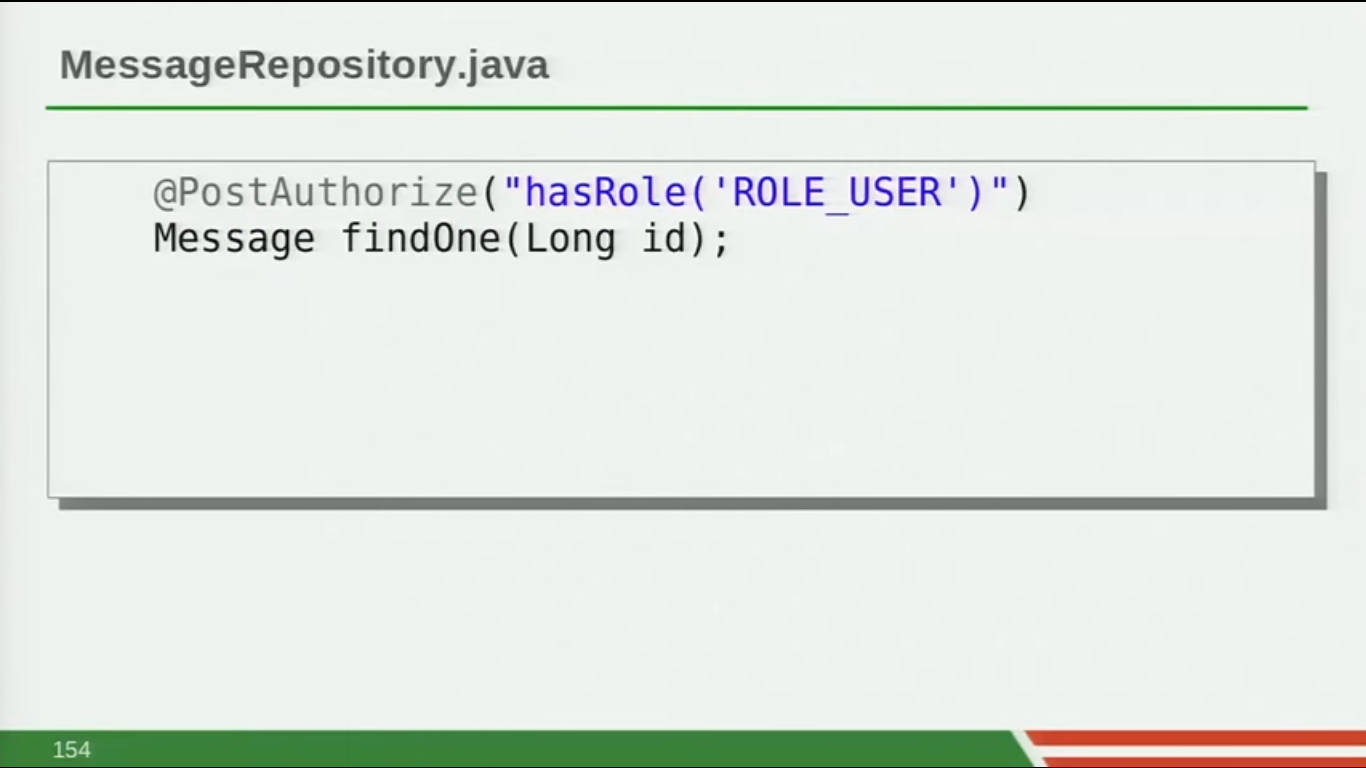 MessageRepository.java
@PostAuthorize("hasRole('ROLE_USER')")
Message findOne(Long id);
154